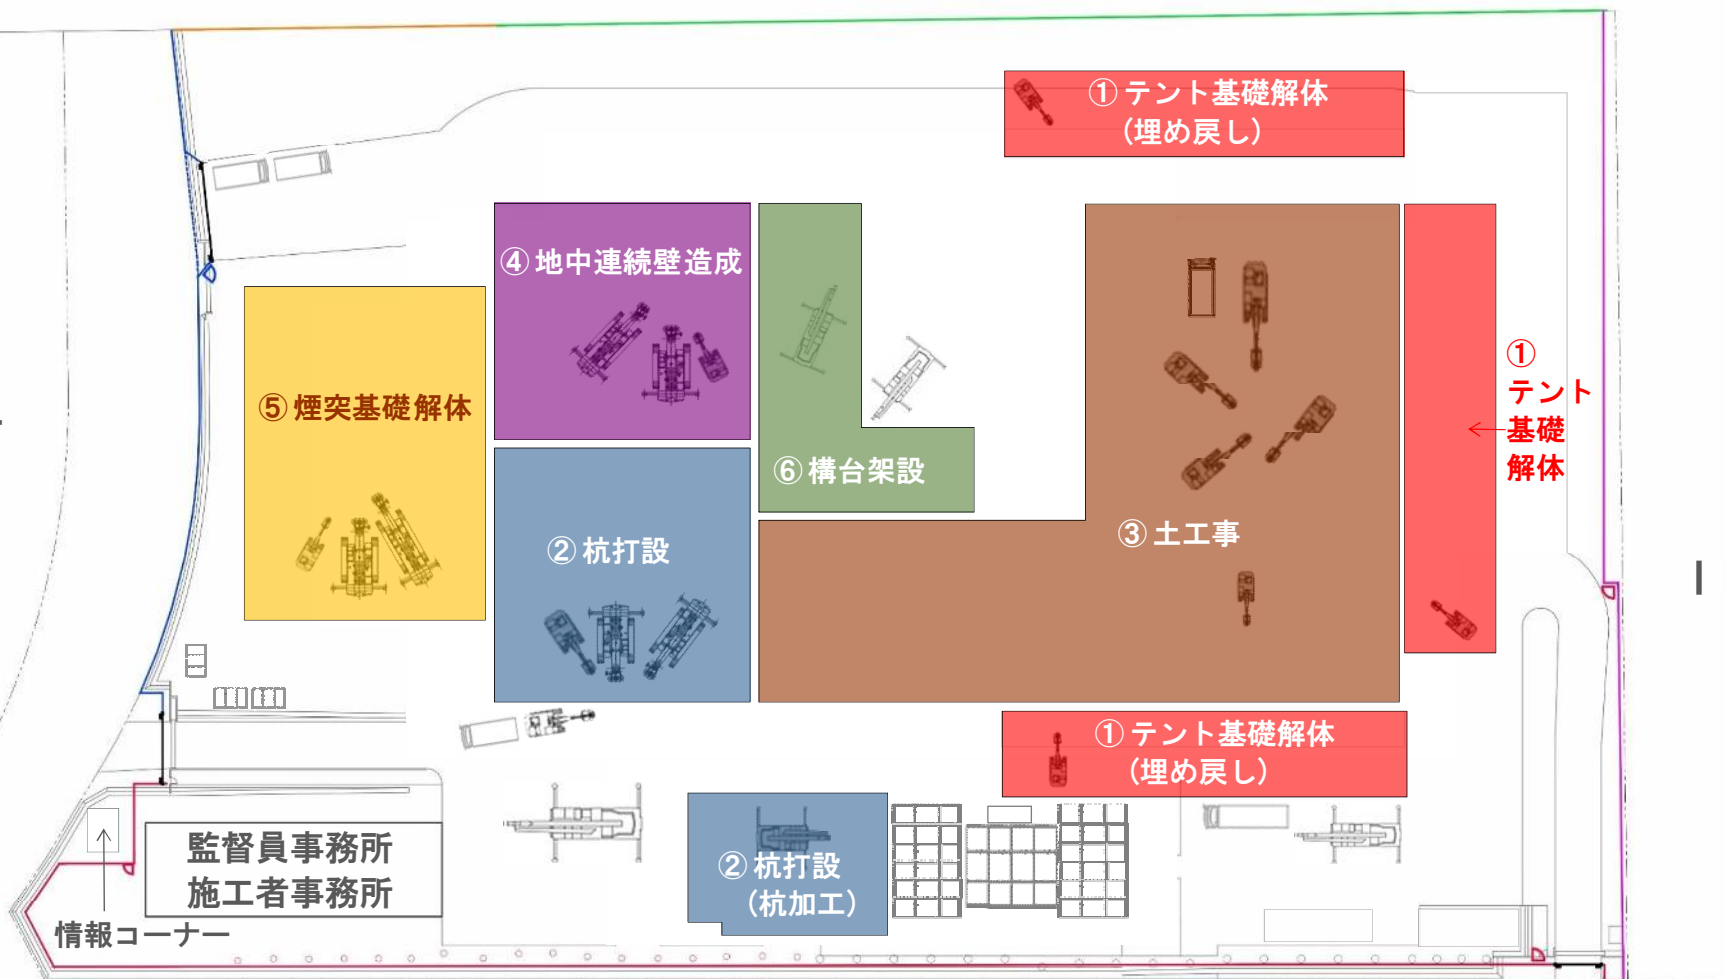 ①テント基礎解体
（埋め戻し）
④地中連続壁造成
⑤煙突基礎解体
⑥構台架設
①
テント
基礎
解体
②杭打設
③土工事
①テント基礎解体
（埋め戻し）
②杭打設
（杭加工）
監督員事務所
施工者事務所
情報コーナー